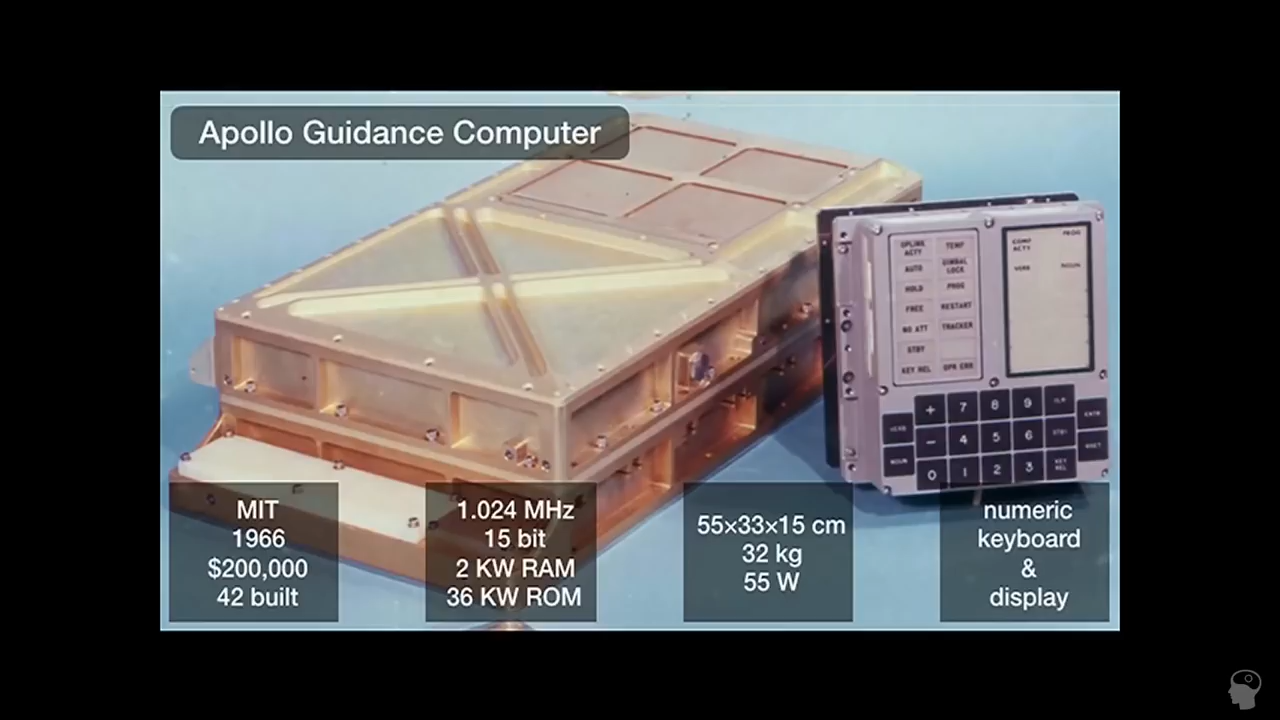 Apollo Guidance Computer
UPLINK ACTY
TEMP
AUTO
GIMBAL LOCK
HOLD
PROG
FREE
RESTART
NO ATT
TRACKER
STBY
KEY REL
OPR ERR
COMP ACTY
PROG
VERB
NOUN
VERB
+
7
8
9
CLR
ENTR
NOUN
−
4
5
6
0
1
2
3
KEY REL
RSET
MIT
1966
$200,000
42 built
1.024 MHz
15 bit
2 KW RAM
36 KW ROM
55×33×15 cm
32 kg
55 W
numeric
keyboard
&
display